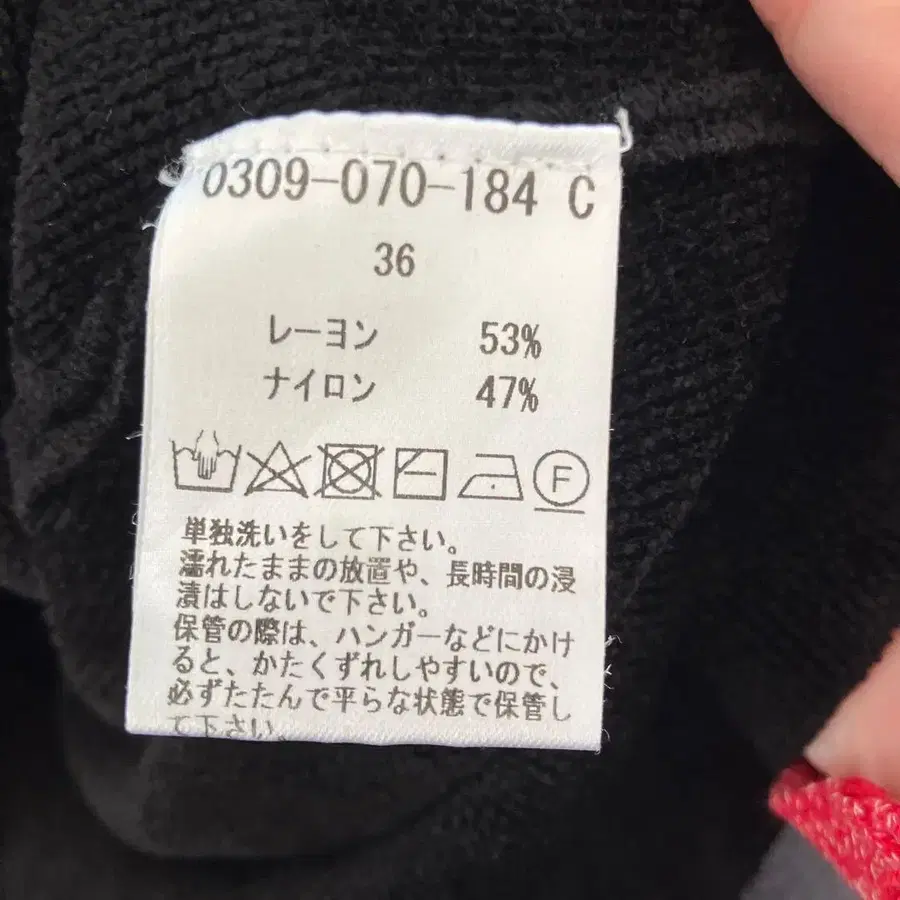 0309-070-184 C
36
レーヨン 53%
ナイロン 47%
F
単独洗いをして下さい。
濡れたままの放置や、長時間の浸
漬はしないで下さい。
保管の際は、ハンガーなどにかけ
ると、かたくずれしやすいので、
必ずたたんで平らな状態で保管し
て下さい。